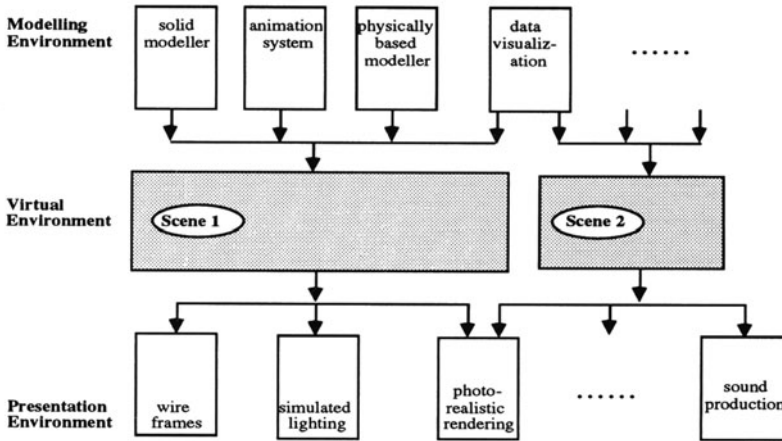 Modelling
Environment
solid
modeller
animation
system
physically
based
modeller
data
visualiz-
ation
......
Virtual
Environment
Scene 1
Scene 2
Presentation
Environment
wire
frames
simulated
lighting
photo-
realistic
rendering
......
sound
production